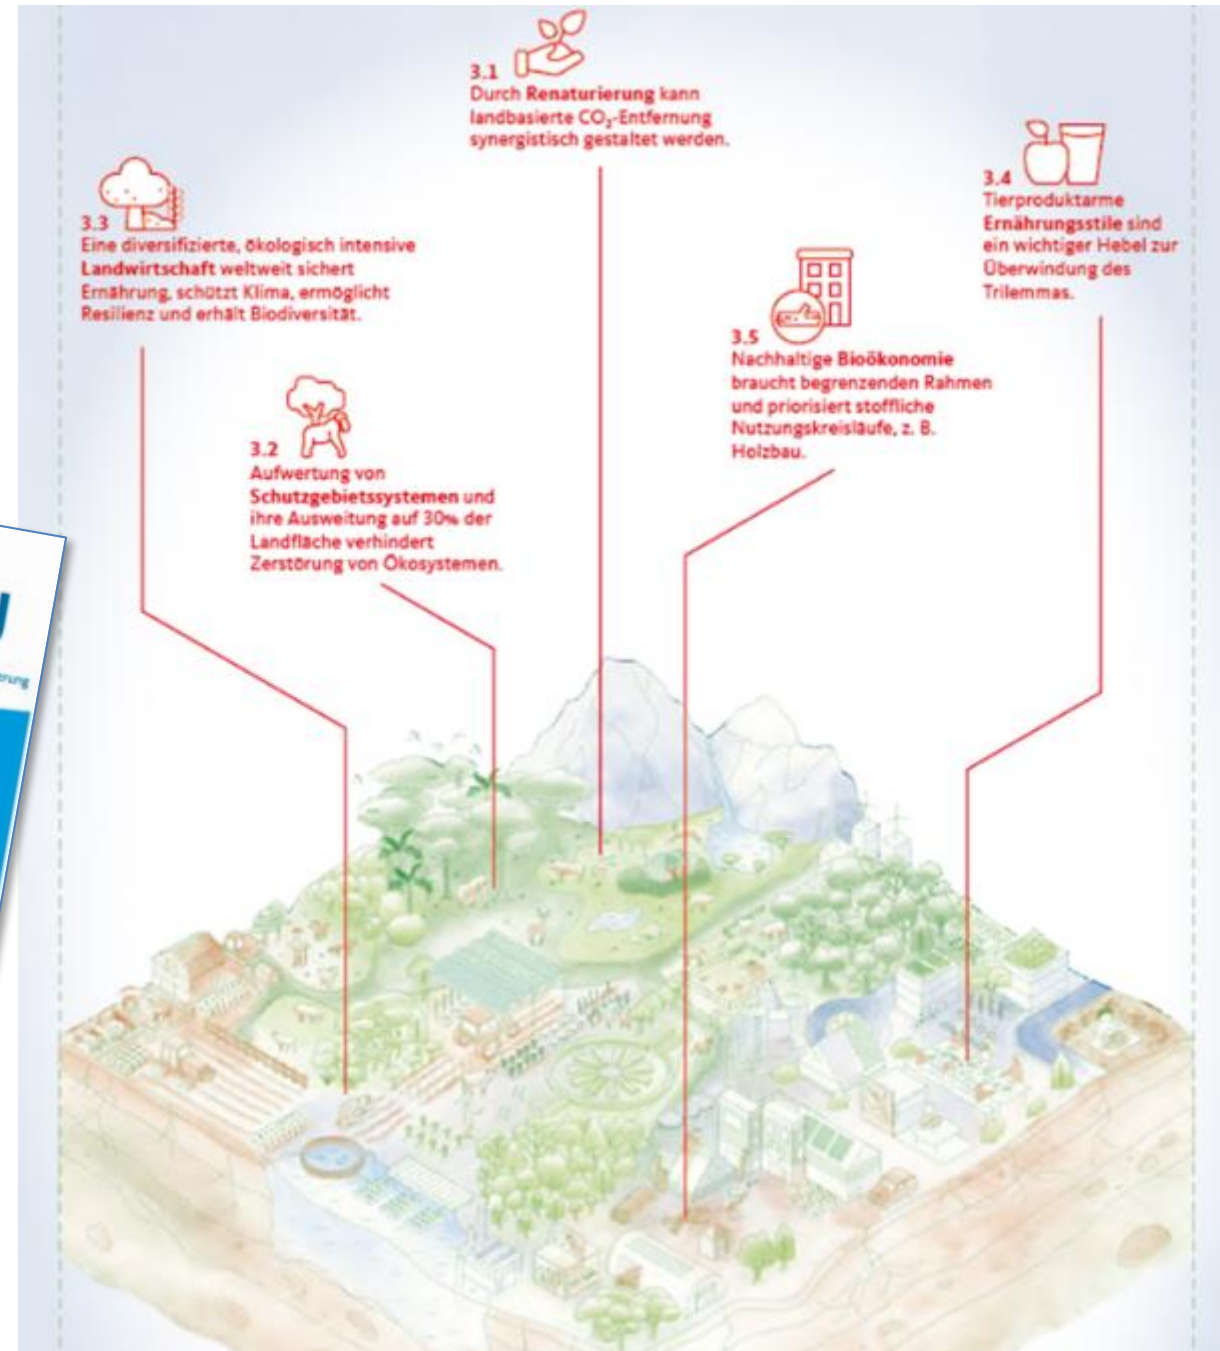 3.1
Durch Renaturierung kann
landbasierte CO₂-Entfernung
synergistisch gestaltet werden.
3.3
Eine diversifizierte, ökologisch intensive
Landwirtschaft weltweit sichert
Ernährung, schützt Klima, ermöglicht
Resilienz und erhält Biodiversität.
3.4
Tierproduktarme
Ernährungsstile sind
ein wichtiger Hebel zur
Überwindung des
Trilemmas.
3.5
Nachhaltige Bioökonomie
braucht begrenzenden Rahmen
und priorisiert stoffliche
Nutzungskreisläufe, z. B.
Holzbau.
3.2
Aufwertung von
Schutzgebietssystemen und
ihre Ausweitung auf 30% der
Landfläche verhindert
Zerstörung von Ökosystemen.